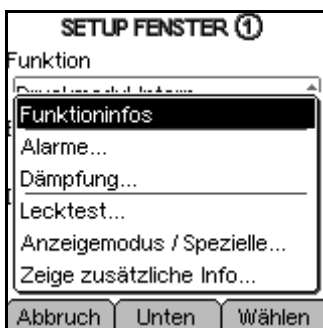 SETUP FENSTER ①
Funktion
Funktioninfos
Alarme...
Dämpfung...
Lecktest...
Anzeigemodus / Spezielle...
Zeige zusätzliche Info...
Abbruch Unten Wählen